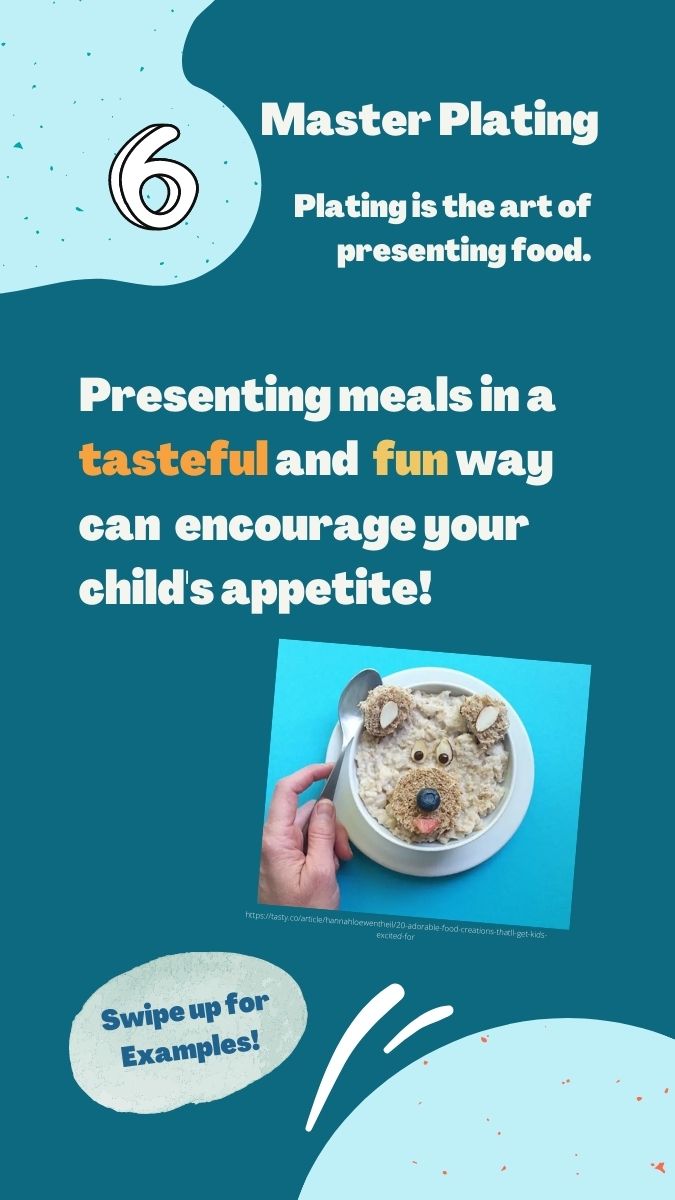 6
Master Plating
Plating is the art of
presenting food.
Presenting meals in a
tasteful and fun way
can encourage your
child's appetite!
https://tasty.co/article/hannahloewentheil/20-adorable-food-creations-thatll-get-kids-
excited-for
Swipe up for
Examples!